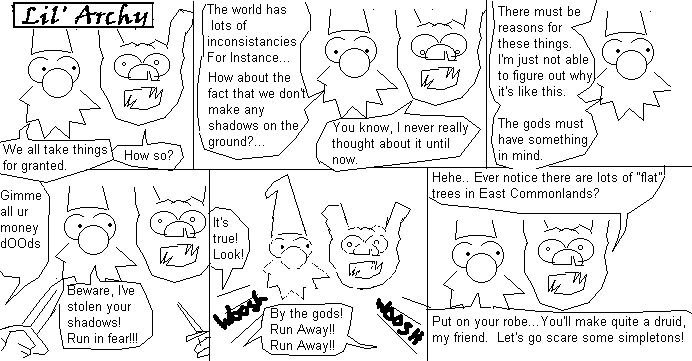 Lil' Archy
We all take things
for granted.
How so?
The world has
lots of
inconsistancies
For Instance...
How about the
fact that we don't
make any
shadows on the
ground?...
You know, I never really
thought about it until
now.
There must be
reasons for
these things.
I'm just not able
to figure out why
it's like this.
The gods must
have something
in mind.
Gimme
all ur
money
dOOds
Beware, I've
stolen your
shadows!
Run in fear!!!
It's
true!
Look!
Woosh
By the gods!
Run Away!!
Run Away!!
WOOSH
Hehe.. Ever notice there are lots of "flat"
trees in East Commonlands?
Put on your robe...You'll make quite a druid,
my friend. Let's go scare some simpletons!